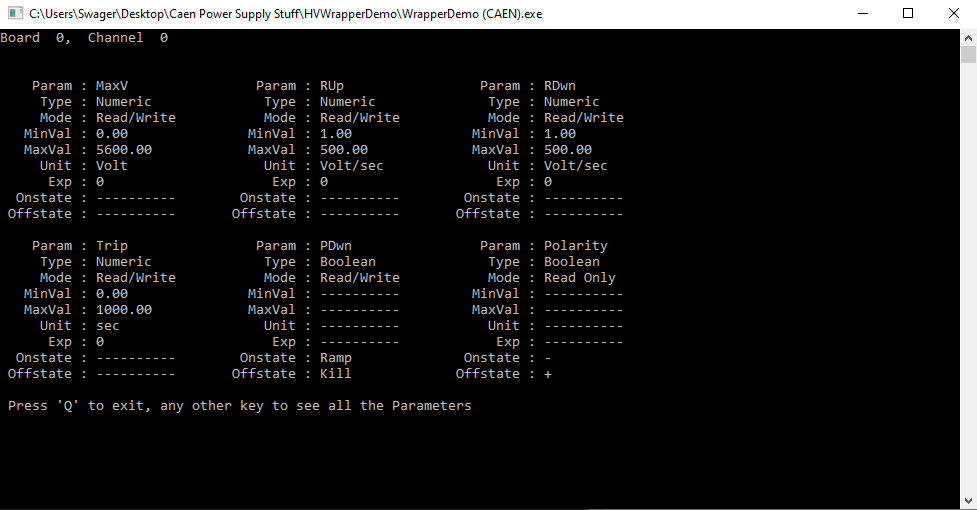 C:\Users\Swager\Desktop\Caen Power Supply Stuff\HVWrapperDemo\WrapperDemo (CAEN).exe
Board  0,  Channel  0
    Param : MaxV                Param : RUp                 Param : RDwn
     Type : Numeric              Type : Numeric              Type : Numeric
     Mode : Read/Write           Mode : Read/Write           Mode : Read/Write
   MinVal : 0.00               MinVal : 1.00               MinVal : 1.00
   MaxVal : 5600.00            MaxVal : 500.00             MaxVal : 500.00
     Unit : Volt                 Unit : Volt/sec             Unit : Volt/sec
      Exp : 0                     Exp : 0                     Exp : 0
  Onstate : ----------        Onstate : ----------        Onstate : ----------
 Offstate : ----------       Offstate : ----------       Offstate : ----------
    Param : Trip                Param : PDwn                Param : Polarity
     Type : Numeric              Type : Boolean              Type : Boolean
     Mode : Read/Write           Mode : Read/Write           Mode : Read Only
   MinVal : 0.00               MinVal : ----------         MinVal : ----------
   MaxVal : 1000.00            MaxVal : ----------         MaxVal : ----------
     Unit : sec                  Unit : ----------           Unit : ----------
      Exp : 0                     Exp : ----------            Exp : ----------
  Onstate : ----------        Onstate : Ramp              Onstate : -
 Offstate : ----------       Offstate : Kill             Offstate : +
 Press 'Q' to exit, any other key to see all the Parameters